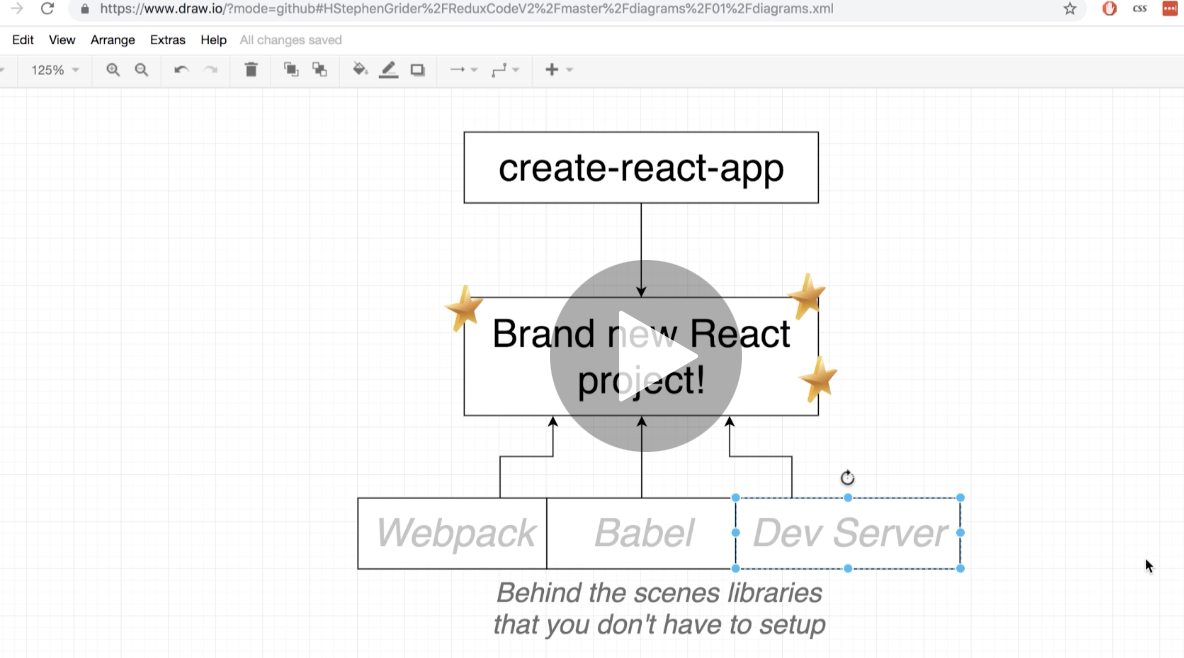 https://www.draw.io/?mode=github#HStephenGrider%2FReduxCodeV2%2Fmaster%2Fdiagrams%2F01%2Fdiagrams.xml
CSS
Edit View Arrange Extras Help All changes saved
125%
create-react-app
Brand new React
project!
Webpack Babel Dev Server
Behind the scenes libraries
that you don't have to setup